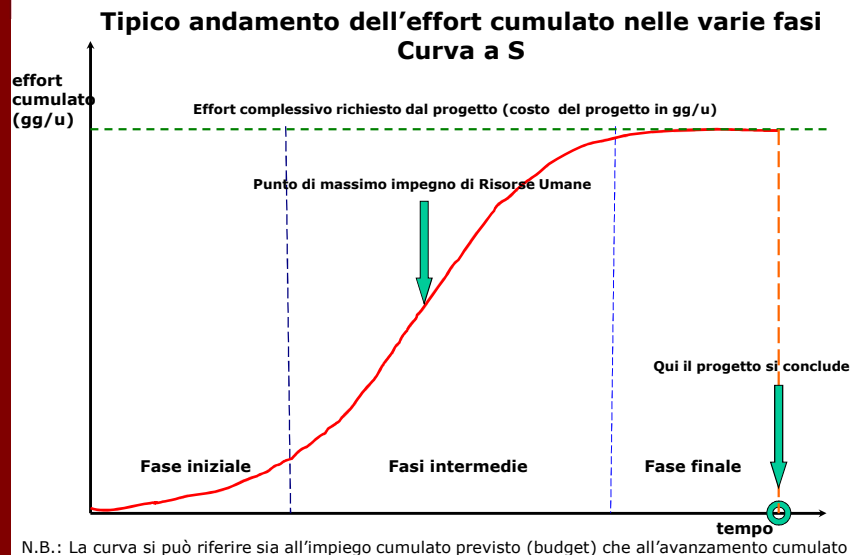 Tipico andamento dell'effort cumulato nelle varie fasi
Curva a S
effort
cumulato
(gg/u)
Effort complessivo richiesto dal progetto (costo del progetto in gg/u)
Punto di massimo impegno di Risorse Umane
Qui il progetto si conclude
Fase iniziale
Fasi intermedie
Fase finale
tempo
N.B.: La curva si può riferire sia all'impiego cumulato previsto (budget) che all'avanzamento cumulato